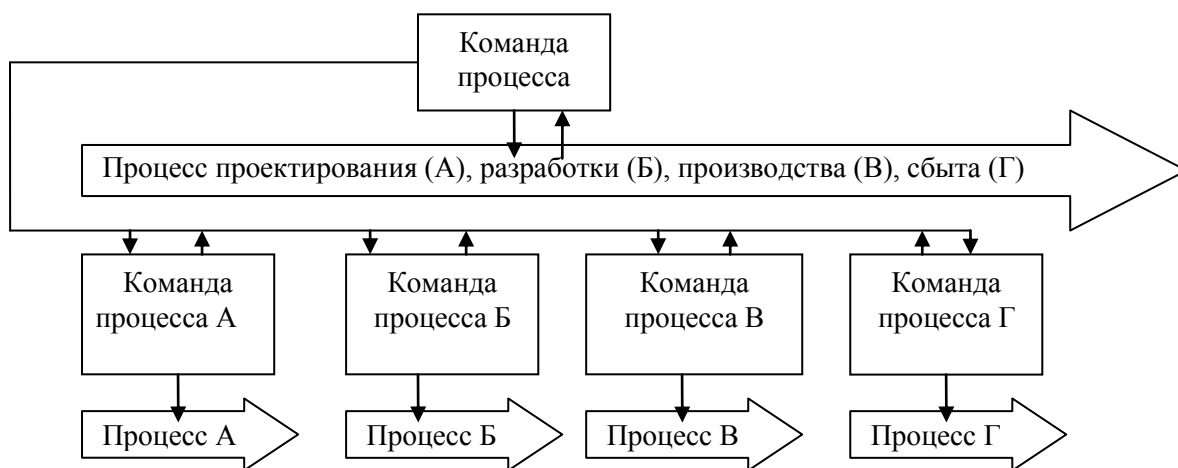 Команда
процесса
Процесс проектирования (А), разработки (Б), производства (В), сбыта (Г)
Команда
процесса А
Команда
процесса Б
Команда
процесса В
Команда
процесса Г
Процесс А
Процесс Б
Процесс В
Процесс Г